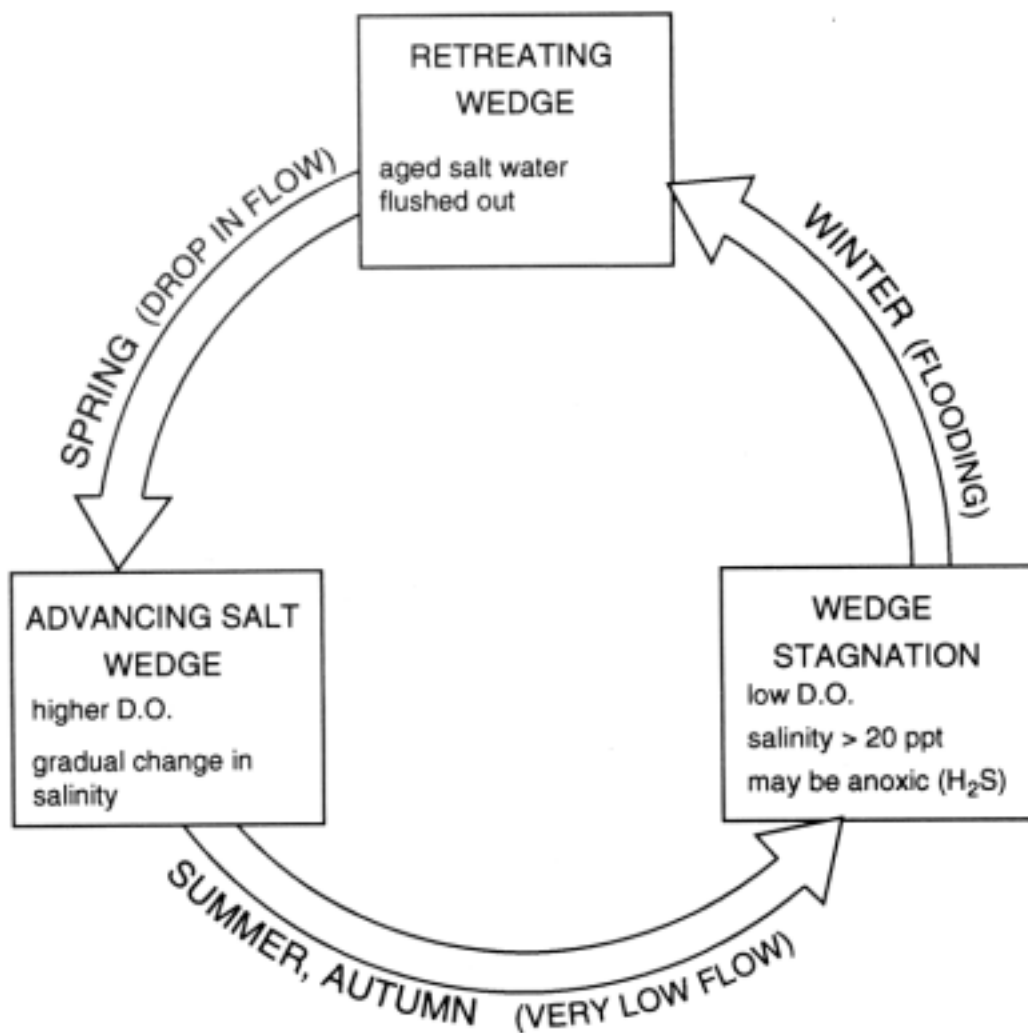 RETREATING
WEDGE
aged salt water
flushed out
SPRING (DROP IN FLOW)
WINTER (FLOODING)
ADVANCING SALT
WEDGE
higher D.O.
gradual change in
salinity
WEDGE
STAGNATION
low D.O.
salinity > 20 ppt
may be anoxic (H₂S)
SUMMER, AUTUMN (VERY LOW FLOW)